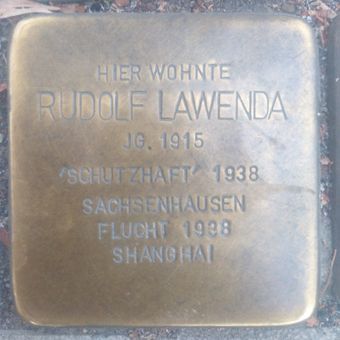 HIER WOHNTE
RUDOLF LAWENDA
JG. 1915
'SCHUTZHAFT' 1938
SACHSENHAUSEN
FLUCHT 1938
SHANGHAI